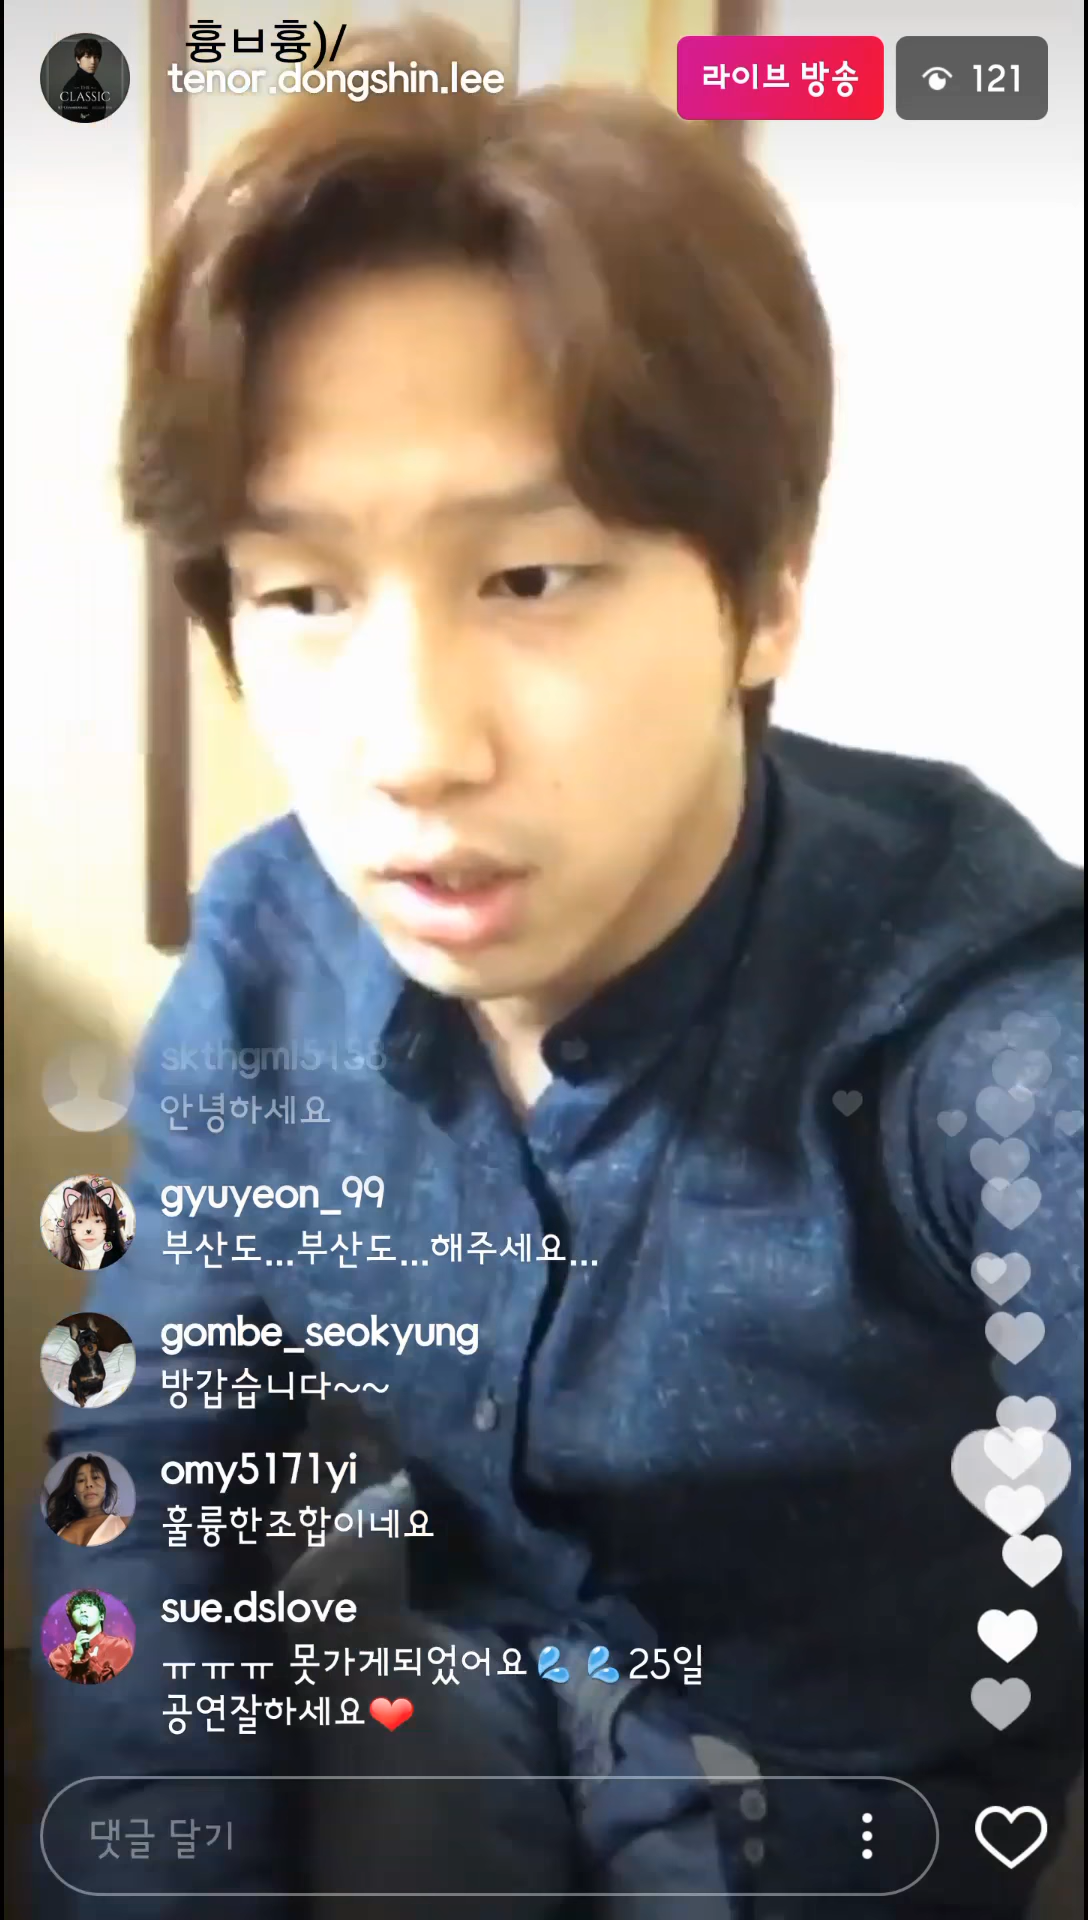 흉ㅂ흉)/
tenor.dongshin.lee
라이브 방송
121
CLASSIC
skthgml5158
안녕하세요
gyuyeon_99
부산도...부산도...해주세요...
gombe_seokyung
방갑습니다~~
omy5171yi
훌륭한조합이네요
sue.dslove
ㅠㅠㅠ 못가게되었어요💦 💦 25일
공연잘하세요❤
댓글 달기